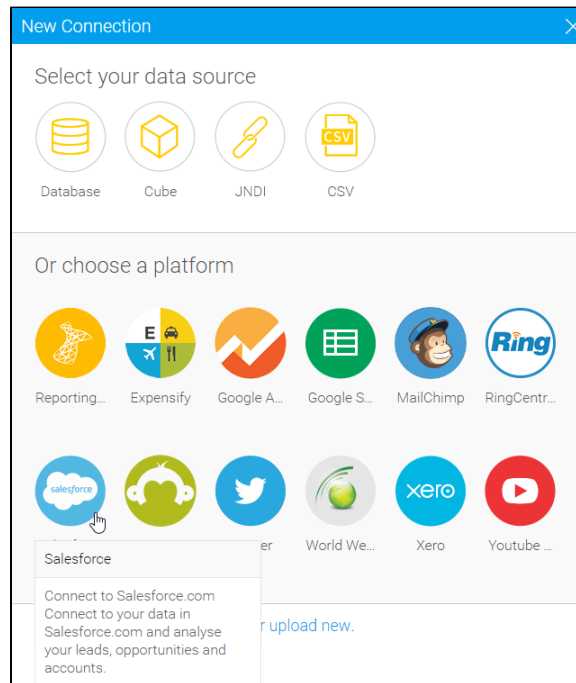 New Connection
Select your data source
CSV
Database Cube JNDI CSV
Or choose a platform
E
Ring
Reporting... Expensify Google A... Google S... MailChimp RingCentr...
salesforce
xero
er World We... Xero Youtube ...
Salesforce
Connect to Salesforce.com
Connect to your data in
Salesforce.com and analyse
your leads, opportunities and
accounts.
r upload new.